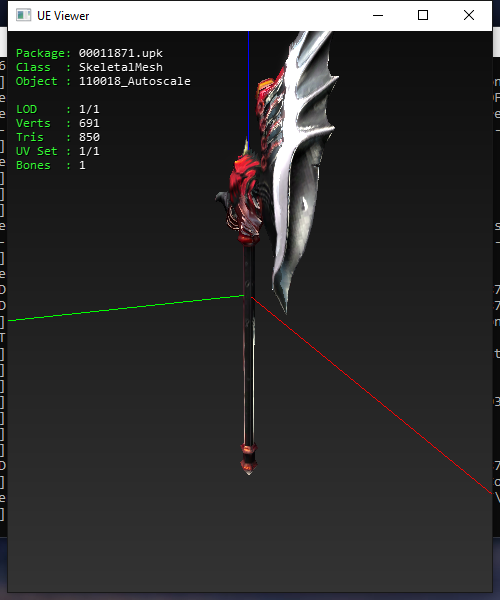 UE Viewer
Package: 00011871.upk
Class  : SkeletalMesh
Object : 110018_Autoscale
LOD    : 1/1
Verts  : 691
Tris   : 850
UV Set : 1/1
Bones  : 1